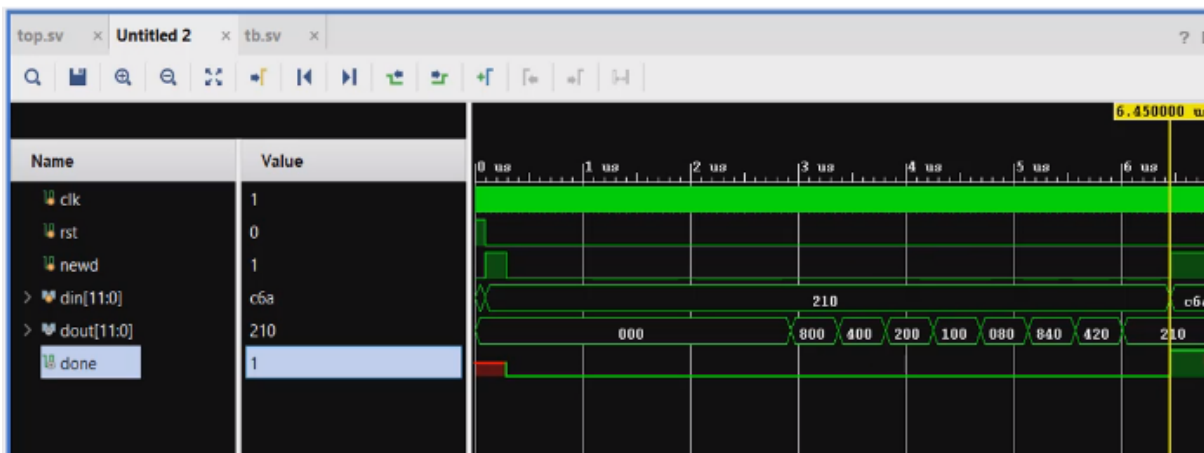 top.sv × Untitled 2 × tb.sv ×
?
6.450000 us
Name Value
0 us 1 us 2 us 3 us 4 us 5 us 6 us
clk 1
rst 0
newd 1
din[11:0] c6a 210 c6a
dout[11:0] 210 000 800 400 200 100 080 840 420 210
done 1